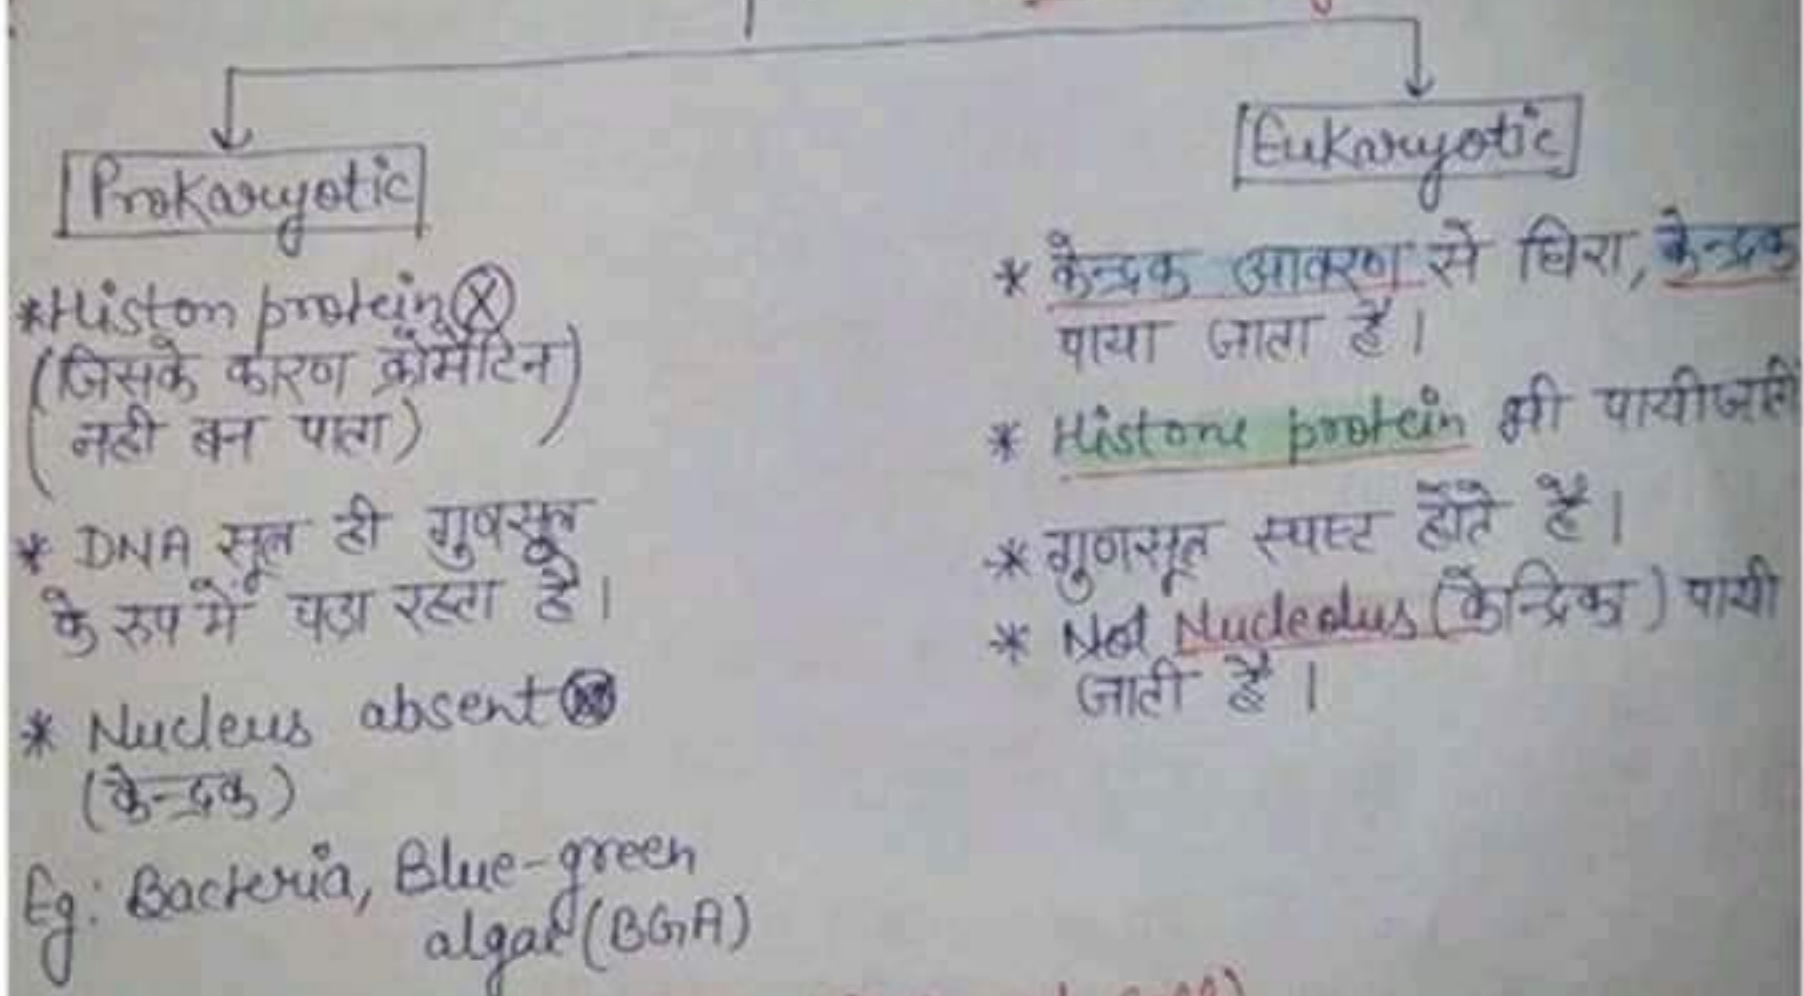 Prokaryotic
*Histon protein
(जिसके कारण क्रोमेटिन)
(नही बन पाता)
* DNA सूत्र ही गुणसूत्र
के रुप में पड़ा रहता है।
* Nucleus absent
(केन्द्रक)
Eg: Bacteria, Blue-green
algae (BGA)
Eukaryotic
* केन्द्रक आवरण से घिरा, केन्द्रक
पाया जाता है।
* Histone protein भी पायी जाती
* गुणसूत्र स्पष्ट होते हैं।
* Nucleolus (केन्द्रिका) पायी
जाती है।